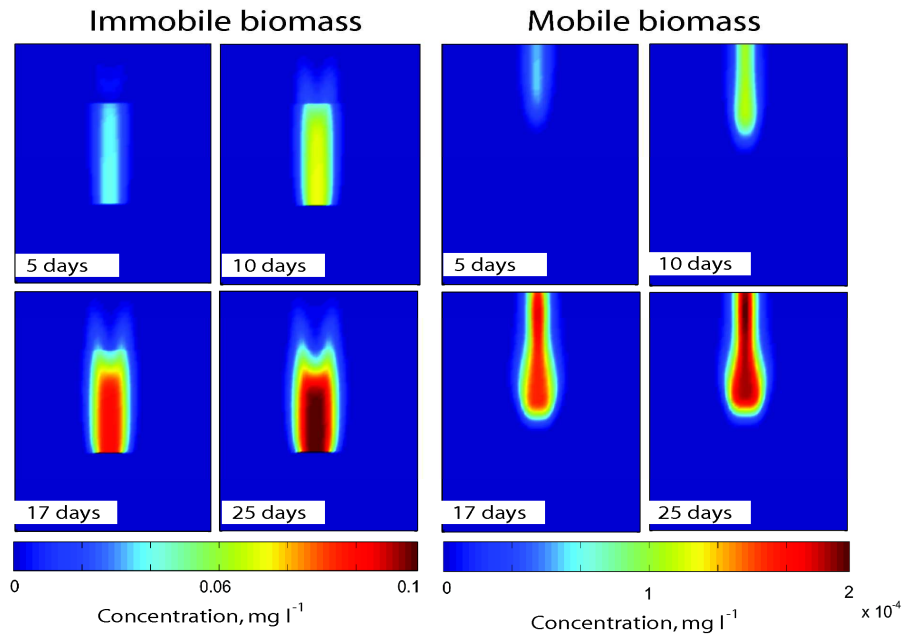 Immobile biomass
Mobile biomass
5 days
10 days
5 days
10 days
17 days
25 days
17 days
25 days
0
0.06
0.1
Concentration, mg l-1
0
1
2
x 10-4
Concentration, mg l-1